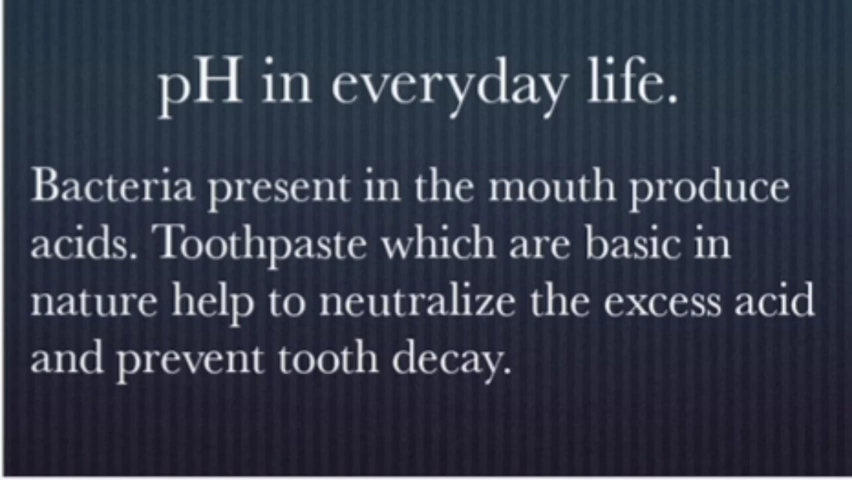 pH in everyday life.
Bacteria present in the mouth produce
acids. Toothpaste which are basic in
nature help to neutralize the excess acid
and prevent tooth decay.